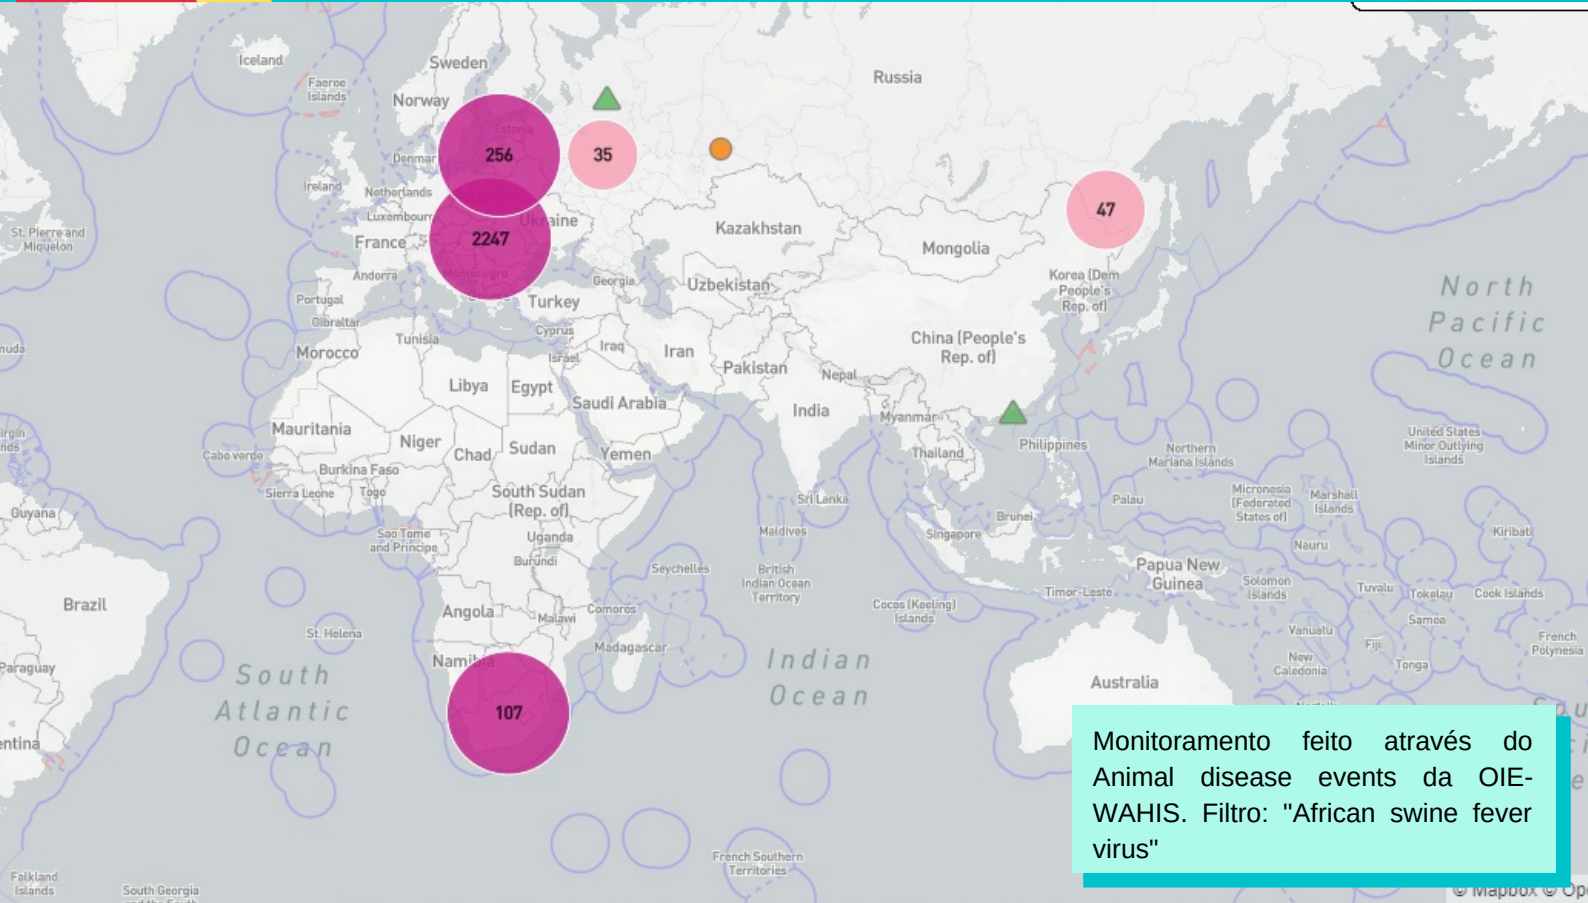 Iceland
Sweden
Russia
Faeroe
Islands
Norway
Estonia
256
35
Denmar
47
Ireland
Netherlands
Luxembourg
Ukraine
St. Pierre and
Miquelon
France
2247
Kazakhstan
Mongolia
Andorra
Montenegro
Georgia
Uzbekistan
Korea (Dem
People's
Rep. of)
North
Pacific
Ocean
Portugal
Turkey
Gibraltar
Cyprus
Tunisia
China (People's
Rep. of)
Morocco
Israel
Iraq
Iran
Pakistan
Nepal
Libya
Egypt
Saudi Arabia
India
Myanmar
Mauritania
Niger
Chad
Sudan
Yemen
Thailand
Philippines
Northern
Mariana Islands
United States
Minor Outlying
Islands
Cabo verde
Burkina Faso
Sierra Leone
Togo
South Sudan
(Rep. of)
Sri Lanka
Palau
Micronesia
(Federated
States of)
Marshall
Islands
Guyana
Brunei
Sao Tome
and Principe
Uganda
Maldives
Singapore
Kiribati
Nauru
Burundi
Seychelles
British
Indian Ocean
Territory
Papua New
Guinea
Timor-Leste
Solomon
Islands
Tuvalu
Tokelau
Cook Islands
Brazil
Angola
Malawi
Comoros
Cocos (Keeling)
Islands
St. Helena
Vanuatu
Samoa
Fiji
French
Polynesia
Paraguay
Namibia
Madagascar
New
Caledonia
Tonga
South
Atlantic
Ocean
Indian
Ocean
Australia
107
entina
Monitoramento feito através do
Animal disease events da OIE-
WAHIS. Filtro: "African swine fever
virus"
French Southern
Territories
Falkland
Islands
South Georgia
© Mapbox © Ope